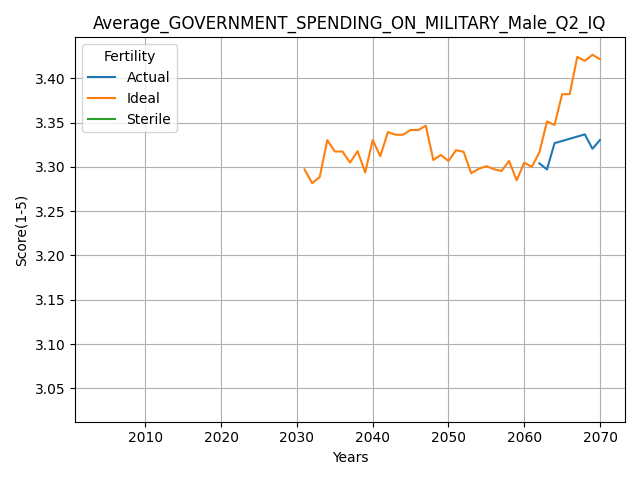 Average_GOVERNMENT_SPENDING_ON_MILITARY_Male_Q2_IQ
Fertility
Actual
Ideal
Sterile
3.40
3.35
3.30
3.25
3.20
3.15
3.10
3.05
Score(1-5)
2010 2020 2030 2040 2050 2060 2070
Years